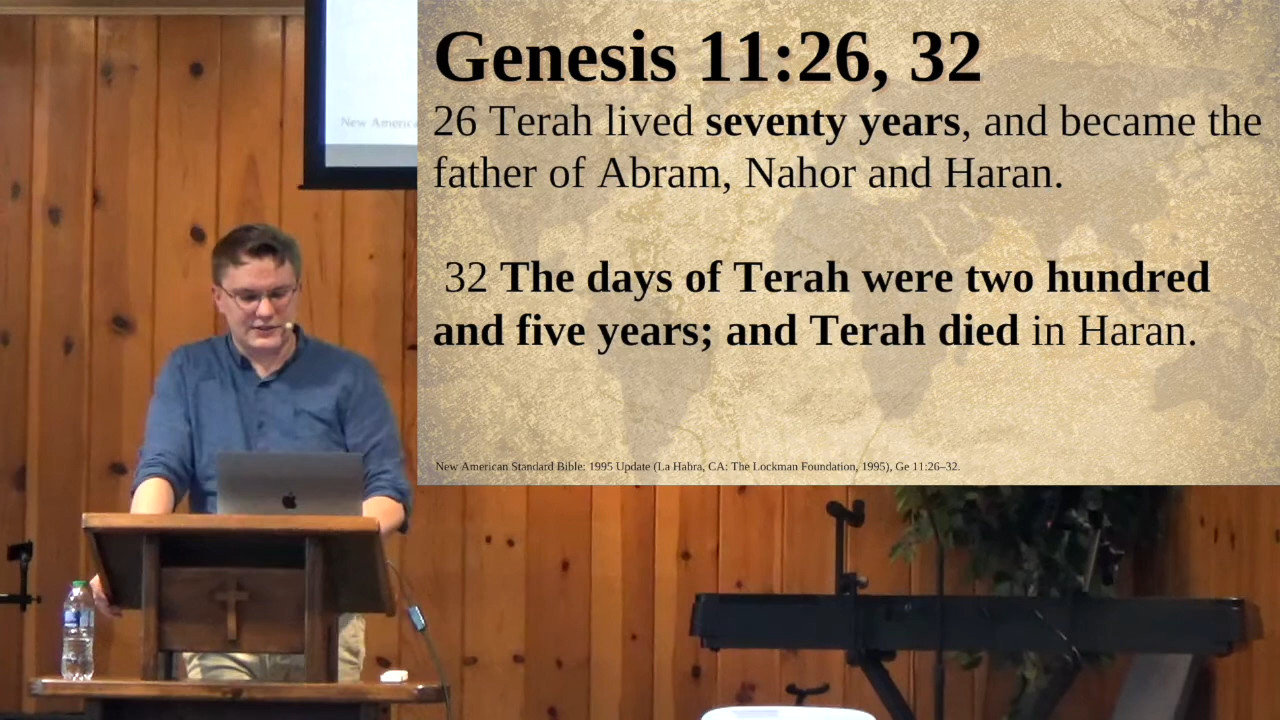 New America
Genesis 11:26, 32
26 Terah lived seventy years, and became the
father of Abram, Nahor and Haran.
32 The days of Terah were two hundred
and five years; and Terah died in Haran.
New American Standard Bible: 1995 Update (La Habra, CA: The Lockman Foundation, 1995), Ge 11:26–32.